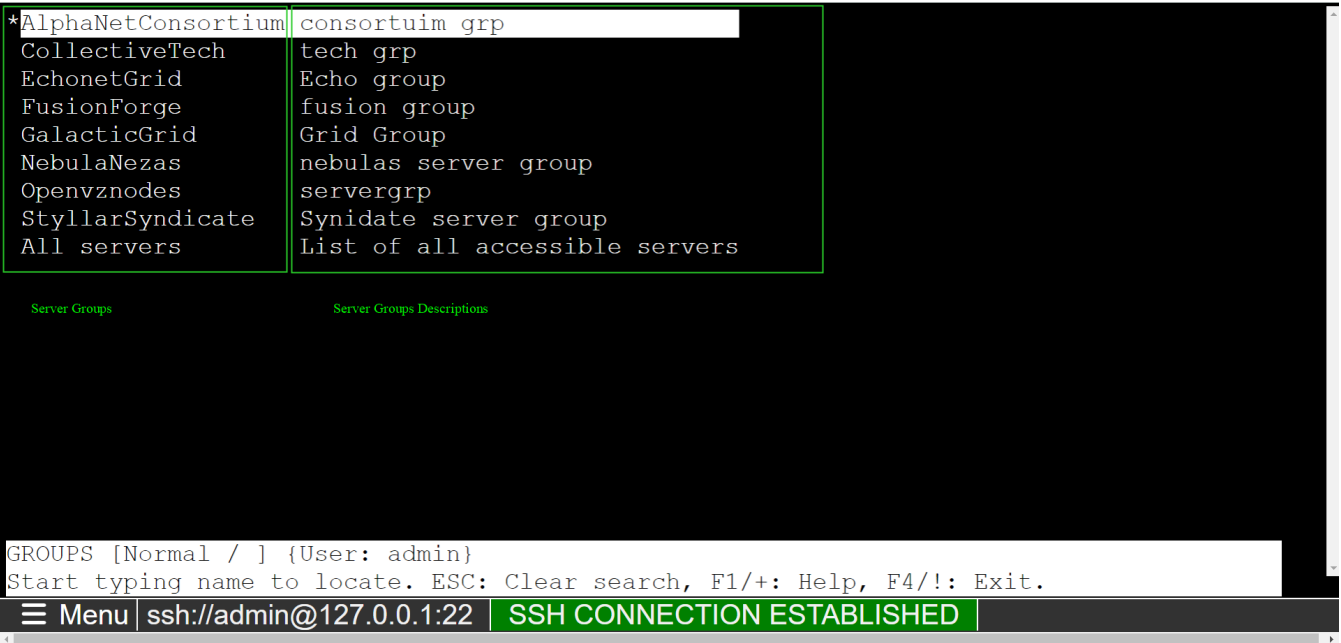 *AlphaNetConsortium consortuim grp
CollectiveTech tech grp
EchonetGrid Echo group
FusionForge fusion group
GalacticGrid Grid Group
NebulaNezas nebulas server group
Openvznodes servergrp
StyllarSyndicate Synidate server group
All servers List of all accessible servers
Server Groups Server Groups Descriptions
GROUPS [Normal / ] {User: admin}
Start typing name to locate. ESC: Clear search, F1/+: Help, F4/!: Exit.
☰ Menu ssh://admin@127.0.0.1:22 SSH CONNECTION ESTABLISHED